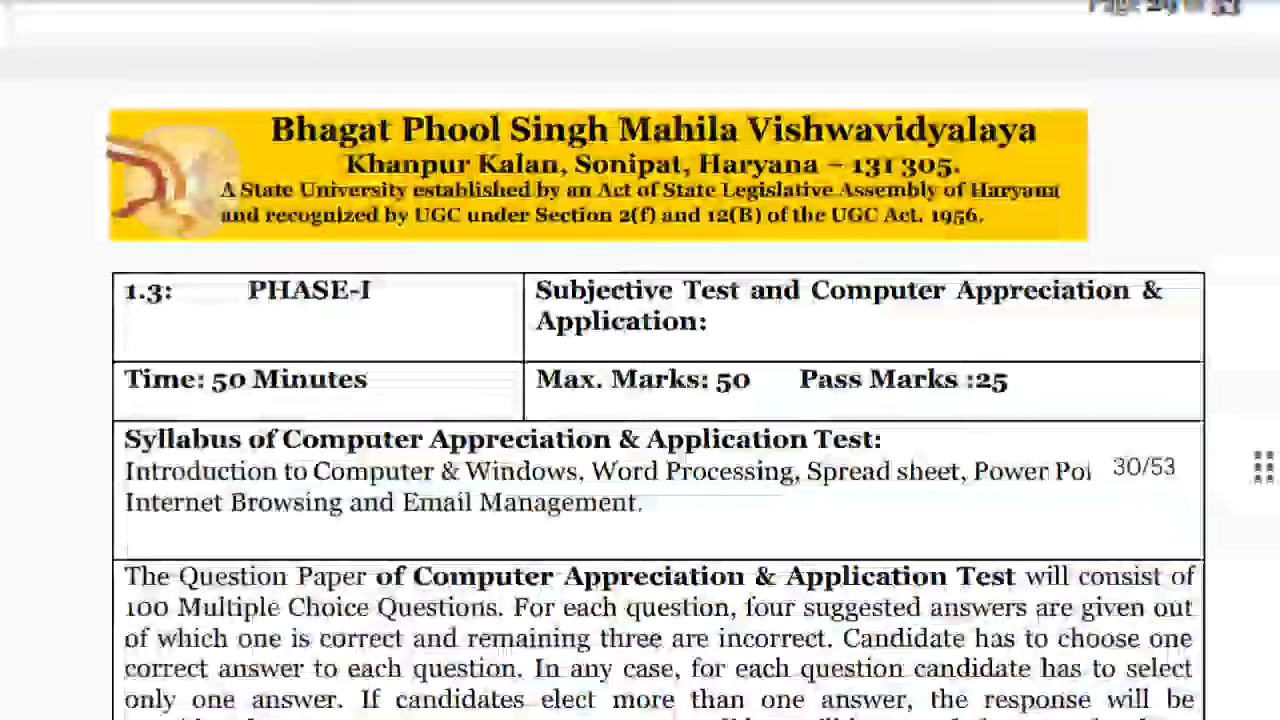 Bhagat Phool Singh Mahila Vishwavidyalaya
Khanpur Kalan, Sonipat, Haryana – 131 305.
A State University established by an Act of State Legislative Assembly of Haryana
and recognized by UGC under Section 2(f) and 12(B) of the UGC Act. 1956.
1.3: PHASE-I
Subjective Test and Computer Appreciation &
Application:
Time: 50 Minutes
Max. Marks: 50 Pass Marks :25
Syllabus of Computer Appreciation & Application Test:
Introduction to Computer & Windows, Word Processing, Spread sheet, Power
30/53
Internet Browsing and Email Management.
The Question Paper of Computer Appreciation & Application Test will consist of
100 Multiple Choice Questions. For each question, four suggested answers are given out
of which one is correct and remaining three are incorrect. Candidate has to choose one
correct answer to each question. In any case, for each question candidate has to select
only one answer. If candidates elect more than one answer, the response will be